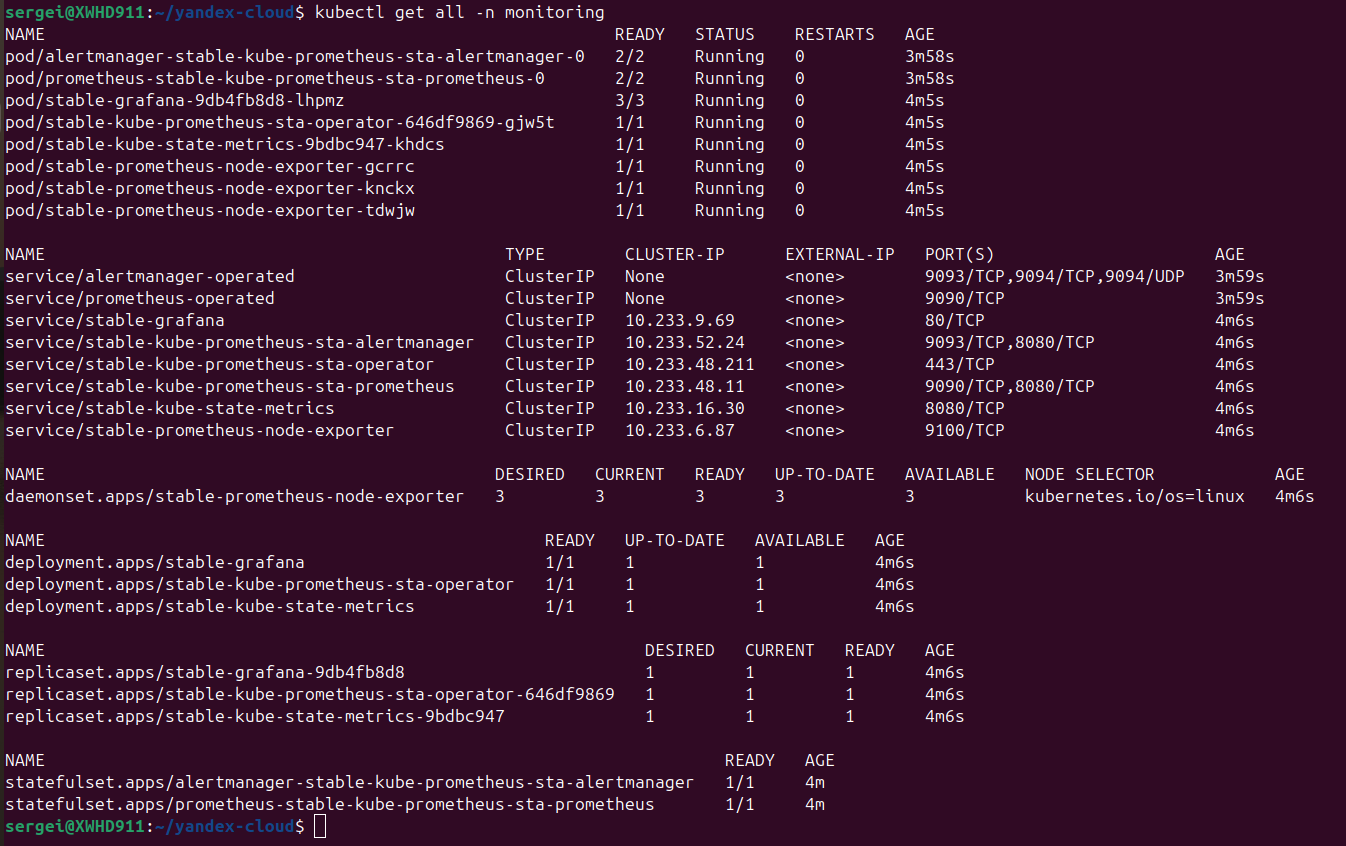 sergei@XWHD911:~/yandex-cloud$ kubectl get all -n monitoring
NAME READY STATUS RESTARTS AGE
pod/alertmanager-stable-kube-prometheus-sta-alertmanager-0 2/2 Running 0 3m58s
pod/prometheus-stable-kube-prometheus-sta-prometheus-0 2/2 Running 0 3m58s
pod/stable-grafana-9db4fb8d8-lhpmz 3/3 Running 0 4m5s
pod/stable-kube-prometheus-sta-operator-646df9869-gjw5t 1/1 Running 0 4m5s
pod/stable-kube-state-metrics-9bdbc947-khdcs 1/1 Running 0 4m5s
pod/stable-prometheus-node-exporter-gcrrc 1/1 Running 0 4m5s
pod/stable-prometheus-node-exporter-knckx 1/1 Running 0 4m5s
pod/stable-prometheus-node-exporter-tdwjw 1/1 Running 0 4m5s
NAME TYPE CLUSTER-IP EXTERNAL-IP PORT(S) AGE
service/alertmanager-operated ClusterIP None <none> 9093/TCP,9094/TCP,9094/UDP 3m59s
service/prometheus-operated ClusterIP None <none> 9090/TCP 3m59s
service/stable-grafana ClusterIP 10.233.9.69 <none> 80/TCP 4m6s
service/stable-kube-prometheus-sta-alertmanager ClusterIP 10.233.52.24 <none> 9093/TCP,8080/TCP 4m6s
service/stable-kube-prometheus-sta-operator ClusterIP 10.233.48.211 <none> 443/TCP 4m6s
service/stable-kube-prometheus-sta-prometheus ClusterIP 10.233.48.11 <none> 9090/TCP,8080/TCP 4m6s
service/stable-kube-state-metrics ClusterIP 10.233.16.30 <none> 8080/TCP 4m6s
service/stable-prometheus-node-exporter ClusterIP 10.233.6.87 <none> 9100/TCP 4m6s
NAME DESIRED CURRENT READY UP-TO-DATE AVAILABLE NODE SELECTOR AGE
daemonset.apps/stable-prometheus-node-exporter 3 3 3 3 3 kubernetes.io/os=linux 4m6s
NAME READY UP-TO-DATE AVAILABLE AGE
deployment.apps/stable-grafana 1/1 1 1 4m6s
deployment.apps/stable-kube-prometheus-sta-operator 1/1 1 1 4m6s
deployment.apps/stable-kube-state-metrics 1/1 1 1 4m6s
NAME DESIRED CURRENT READY AGE
replicaset.apps/stable-grafana-9db4fb8d8 1 1 1 4m6s
replicaset.apps/stable-kube-prometheus-sta-operator-646df9869 1 1 1 4m6s
replicaset.apps/stable-kube-state-metrics-9bdbc947 1 1 1 4m6s
NAME READY AGE
statefulset.apps/alertmanager-stable-kube-prometheus-sta-alertmanager 1/1 4m
statefulset.apps/prometheus-stable-kube-prometheus-sta-prometheus 1/1 4m
sergei@XWHD911:~/yandex-cloud$